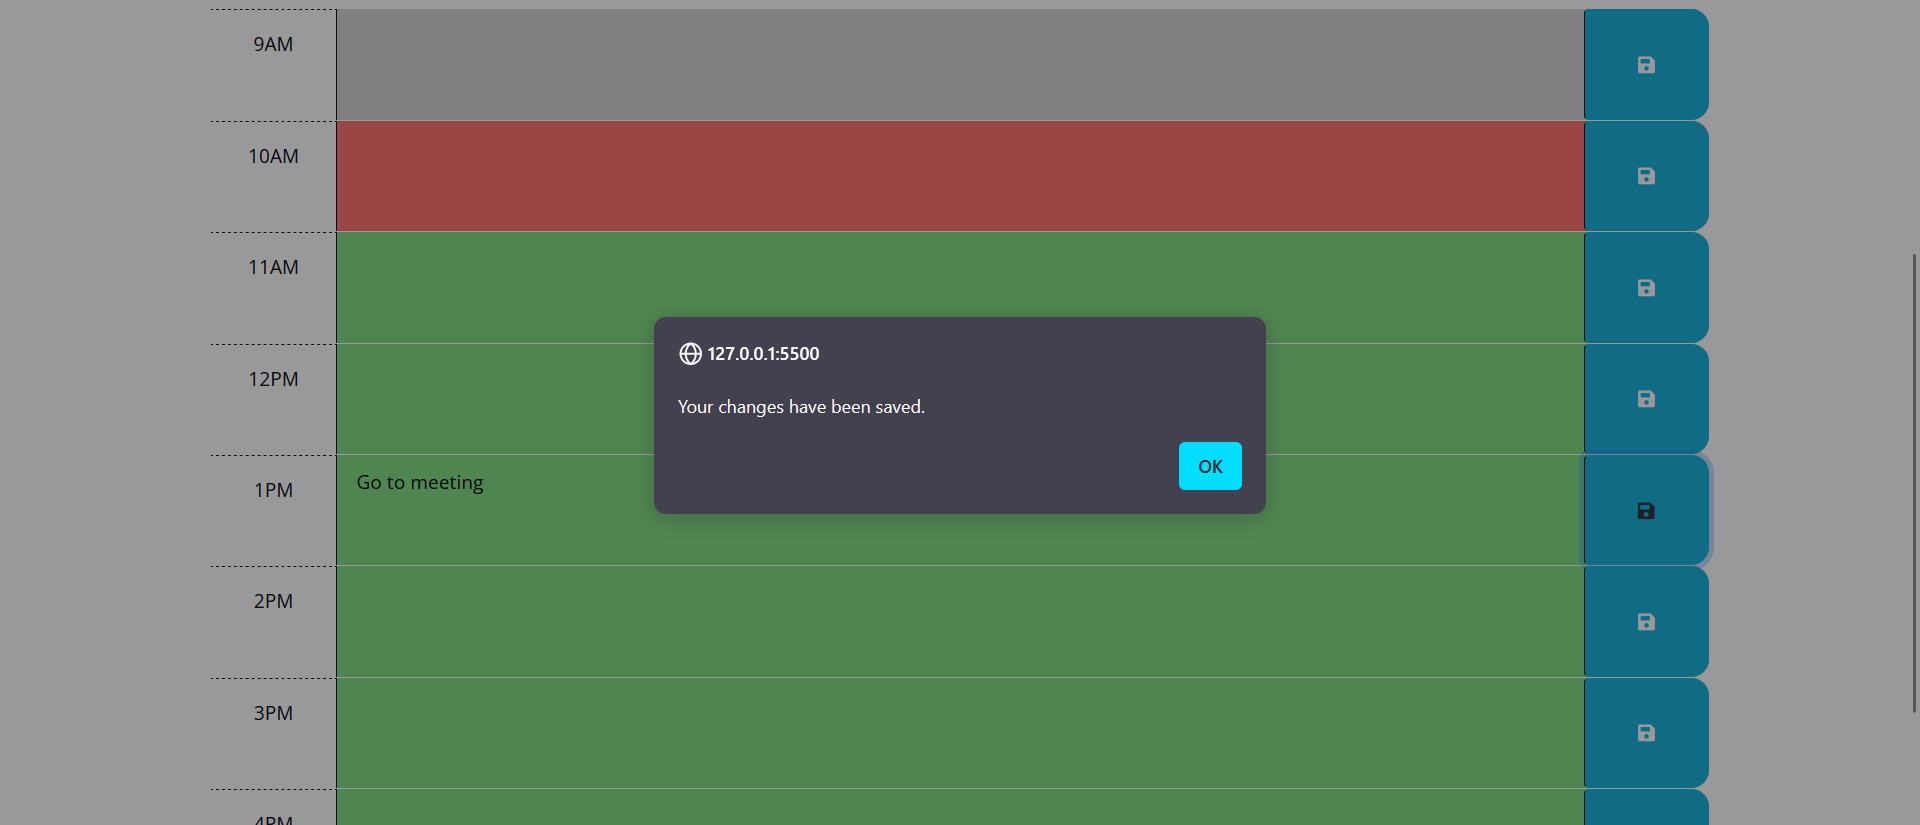 9AM
10AM
11AM
127.0.0.1:5500
12PM
Your changes have been saved.
OK
1PM
Go to meeting
2PM
3PM
4PM